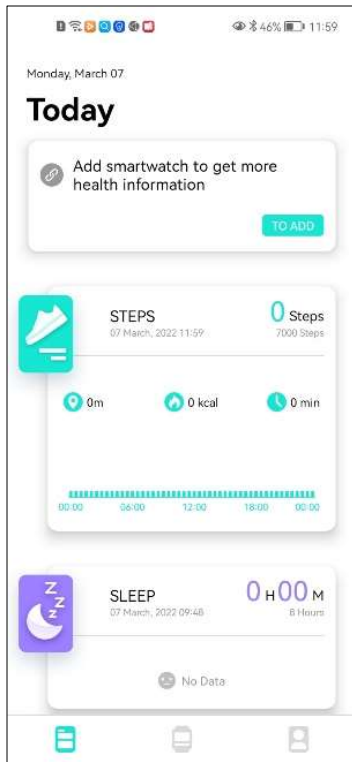 46% 11:59
Monday, March 07
Today
Add smartwatch to get more
health information
TO ADD
STEPS
0 Steps
07 March, 2022 11:59
7000 Steps
0m
0 kcal
0 min
00:00 06:00 12:00 18:00 00:00
Z
Z
Z
SLEEP
0 H 00 M
07 March, 2022 09:48
8 Hours
No Data